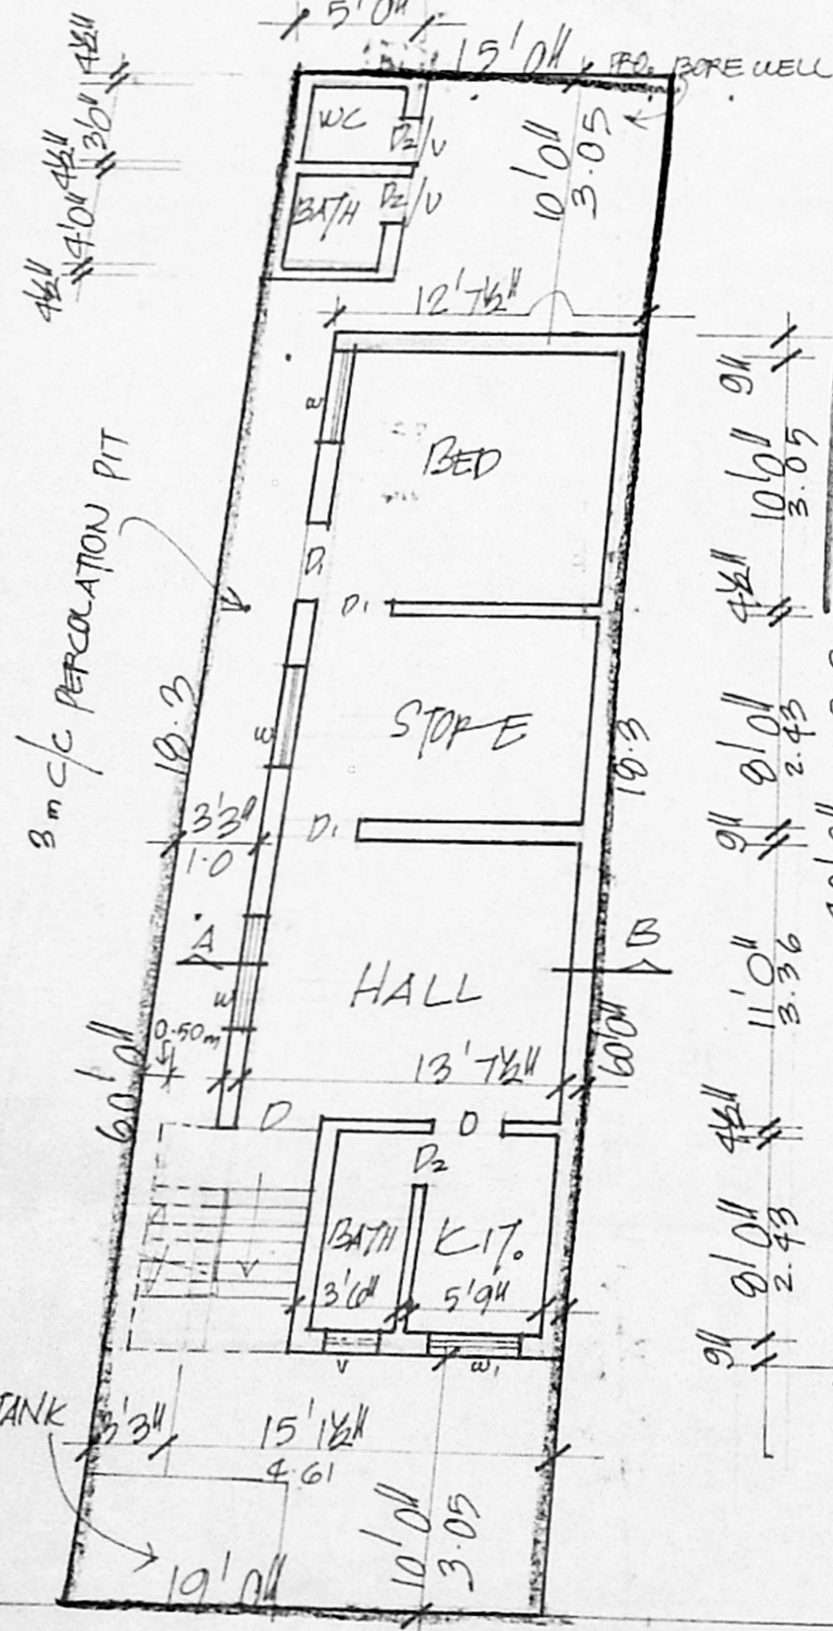 5'0"
15'0"
PRO. BOREWELL
4½"
3'0"
4½"
4'0"
4½"
WC
D2/V
BATH
D2/V
10'0"
3.05
12'7½"
W
BED
D1
D1
3m c/c PERCOLATION PIT
18.3
W
STORE
18.3
3'3"
1.0
D1
A
B
W
HALL
0.50m
13'7½"
60'0"
60'0"
D
D
D2
BATH
KIT.
3'6"
5'9"
V
W1
TANK
3'3"
15'1½"
4.61
10'0"
3.05
19'0"
9"
10'0"
3.05
4½"
8'0"
2.43
9"
11'0"
3.36
4½"
8'0"
2.43
9"